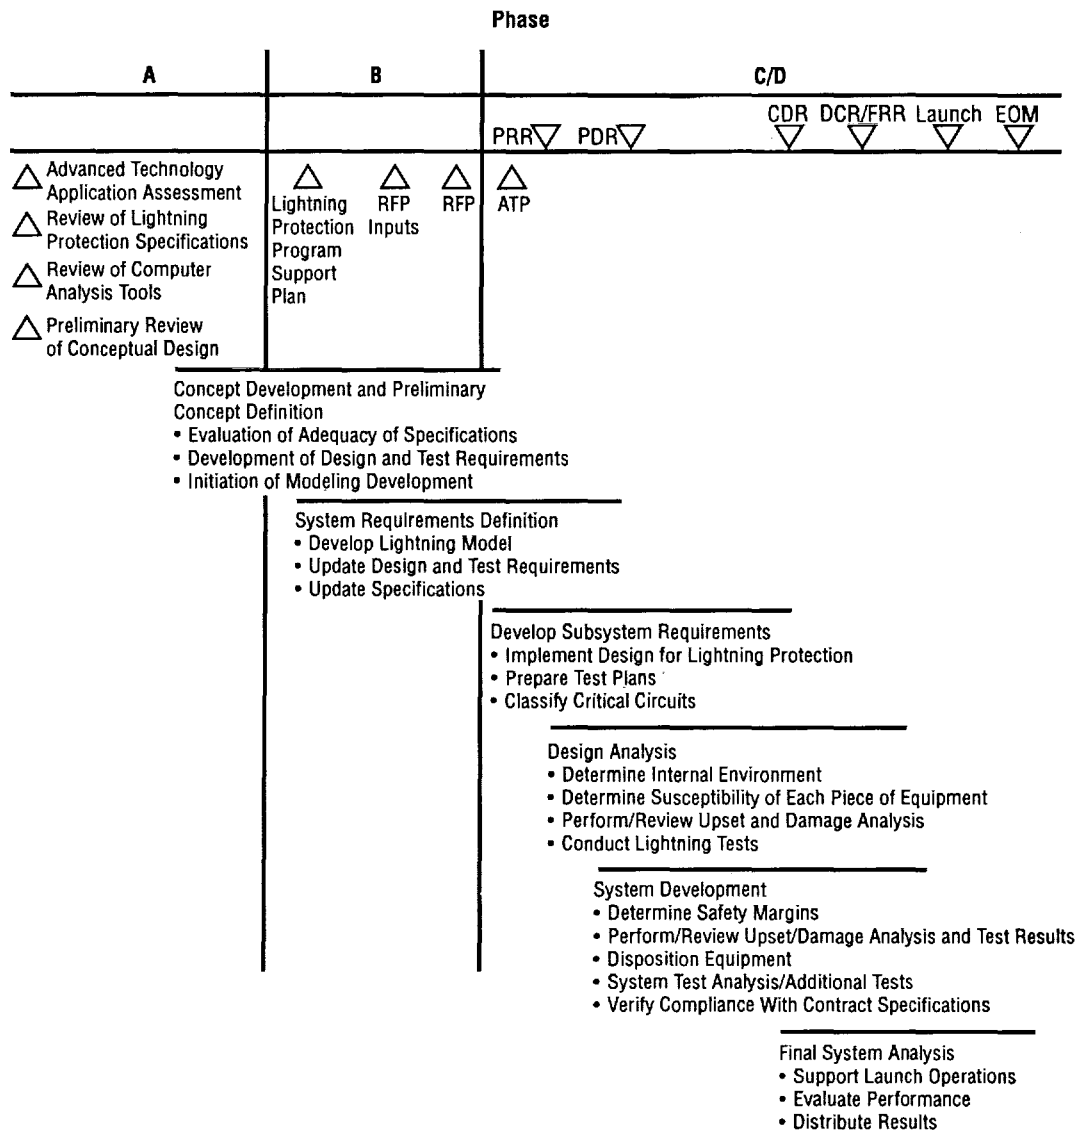 Phase
A
B
C/D
PRR
PDR
CDR
DCR/FRR
Launch
EOM
Advanced Technology
Application Assessment
Review of Lightning
Protection Specifications
Review of Computer
Analysis Tools
Preliminary Review
of Conceptual Design
Lightning
Protection
Program
Support
Plan
RFP
Inputs
RFP
ATP
Concept Development and Preliminary
Concept Definition
• Evaluation of Adequacy of Specifications
• Development of Design and Test Requirements
• Initiation of Modeling Development
System Requirements Definition
• Develop Lightning Model
• Update Design and Test Requirements
• Update Specifications
Develop Subsystem Requirements
• Implement Design for Lightning Protection
• Prepare Test Plans
• Classify Critical Circuits
Design Analysis
• Determine Internal Environment
• Determine Susceptibility of Each Piece of Equipment
• Perform/Review Upset and Damage Analysis
• Conduct Lightning Tests
System Development
• Determine Safety Margins
• Perform/Review Upset/Damage Analysis and Test Results
• Disposition Equipment
• System Test Analysis/Additional Tests
• Verify Compliance With Contract Specifications
Final System Analysis
• Support Launch Operations
• Evaluate Performance
• Distribute Results